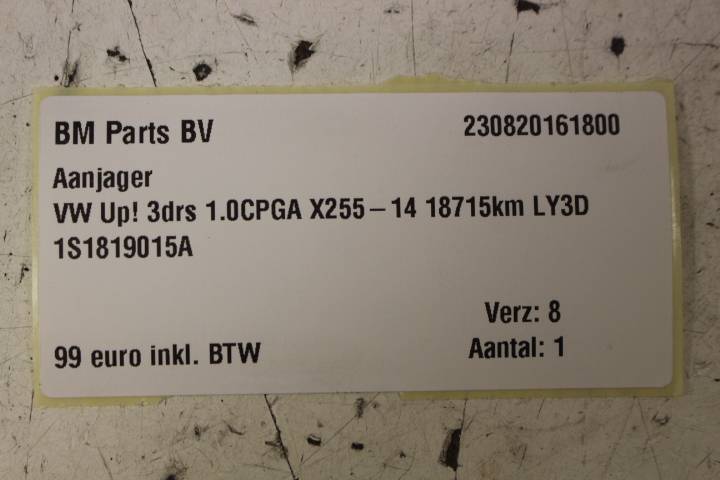 BM Parts BV 230820161800
Aanjager
VW Up! 3drs 1.0CPGA X255-14 18715km LY3D
1S1819015A
Verz: 8
99 euro inkl. BTW Aantal: 1